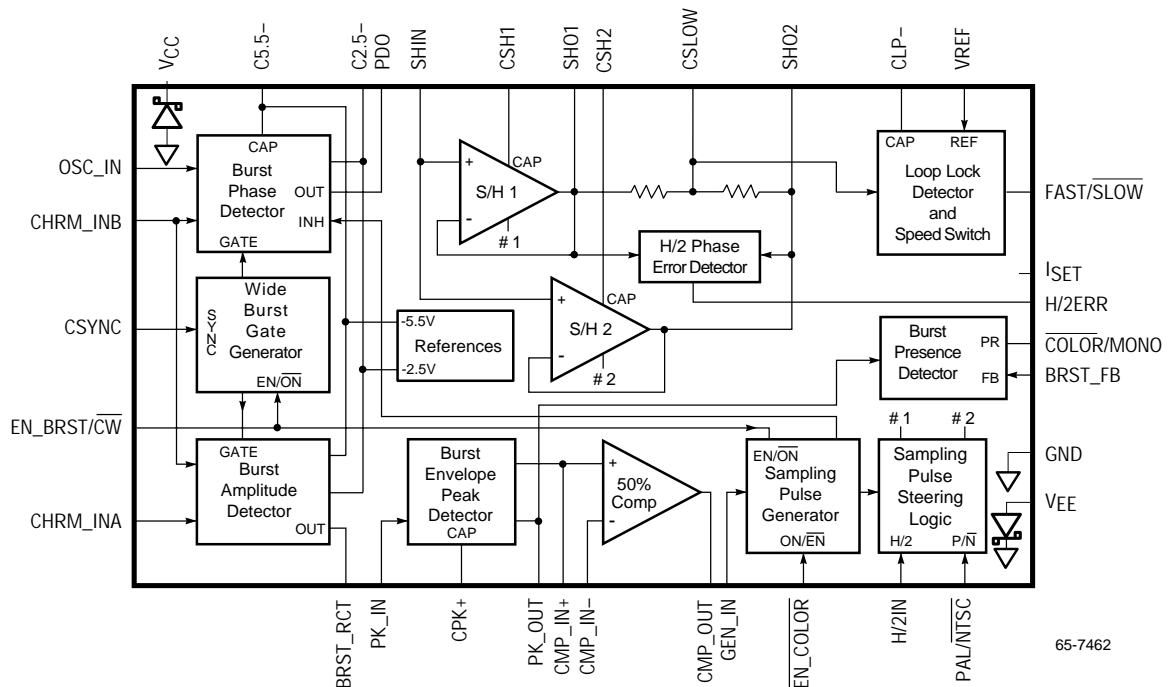 VCC
C5.5–
C2.5–
PDO
SHIN
CSH1
SHO1
CSH2
CSLOW
SHO2
CLP–
VREF
OSC_IN
CHRM_INB
CSYNC
EN_BRST/CW
CHRM_INA
CAP
Burst
Phase
Detector
OUT
INH
GATE
Wide
Burst
Gate
Generator
SYNC
EN/ON
GATE
Burst
Amplitude
Detector
OUT
-5.5V
References
-2.5V
+
CAP
S/H 1
-
# 1
+
CAP
S/H 2
-
# 2
H/2 Phase
Error Detector
CAP
REF
Loop Lock
Detector
and
Speed Switch
Burst
Presence
Detector
PR
FB
Burst
Envelope
Peak
Detector
CAP
+
50%
Comp
-
EN/ON
Sampling
Pulse
Generator
ON/EN
# 1
# 2
Sampling
Pulse
Steering
Logic
H/2
P/N
FAST/SLOW
ISET
H/2ERR
COLOR/MONO
BRST_FB
GND
VEE
BRST_RCT
PK_IN
CPK+
PK_OUT
CMP_IN+
CMP_IN–
CMP_OUT
GEN_IN
EN_COLOR
H/2IN
PAL/NTSC
65-7462